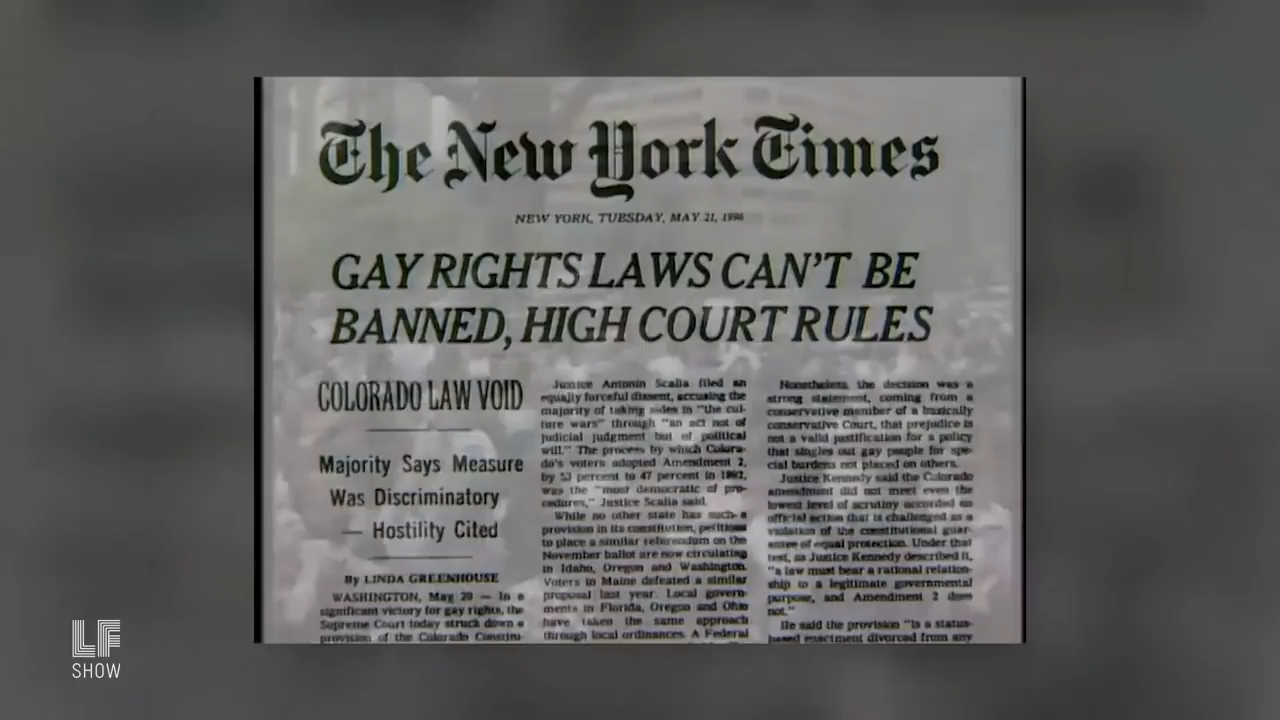 The New York Times
NEW YORK, TUESDAY, MAY 21, 1996
GAY RIGHTS LAWS CAN'T BE
BANNED, HIGH COURT RULES
COLORADO LAW VOID
Majority Says Measure
Was Discriminatory
— Hostility Cited
By LINDA GREENHOUSE
WASHINGTON, May 20 — In a
significant victory for gay rights, the
Supreme Court today struck down a
provision of the Colorado Constitu-
Justice Antonin Scalia filed an
equally forceful dissent, accusing the
majority of taking sides in "the cul-
ture wars" through "an act not of
judicial judgment but of political
will." The process by which Colora-
do's voters adopted Amendment 2,
by 53 percent to 47 percent in 1992,
was the "most democratic of pro-
cedures," Justice Scalia said.
While no other state has such a
provision in its constitution, petitions
to place a similar referendum on the
November ballot are now circulating
in Idaho, Oregon and Washington.
Voters in Maine defeated a similar
proposal last year. Local govern-
ments in Florida, Oregon and Ohio
have taken the same approach
through local ordinances. A Federal
Nonetheless, the decision was a
strong statement, coming from a
conservative member of a basically
conservative Court, that prejudice is
not a valid justification for a policy
that singles out gay people for spe-
cial burdens not placed on others.
Justice Kennedy said the Colorado
amendment did not meet even the
lowest level of scrutiny accorded an
official action that is challenged as a
violation of the constitutional guar-
antee of equal protection. Under that
test, as Justice Kennedy described it,
"a law must bear a rational relation-
ship to a legitimate governmental
purpose, and Amendment 2 does
not."
He said the provision "is a status-
based enactment divorced from any
LF
SHOW